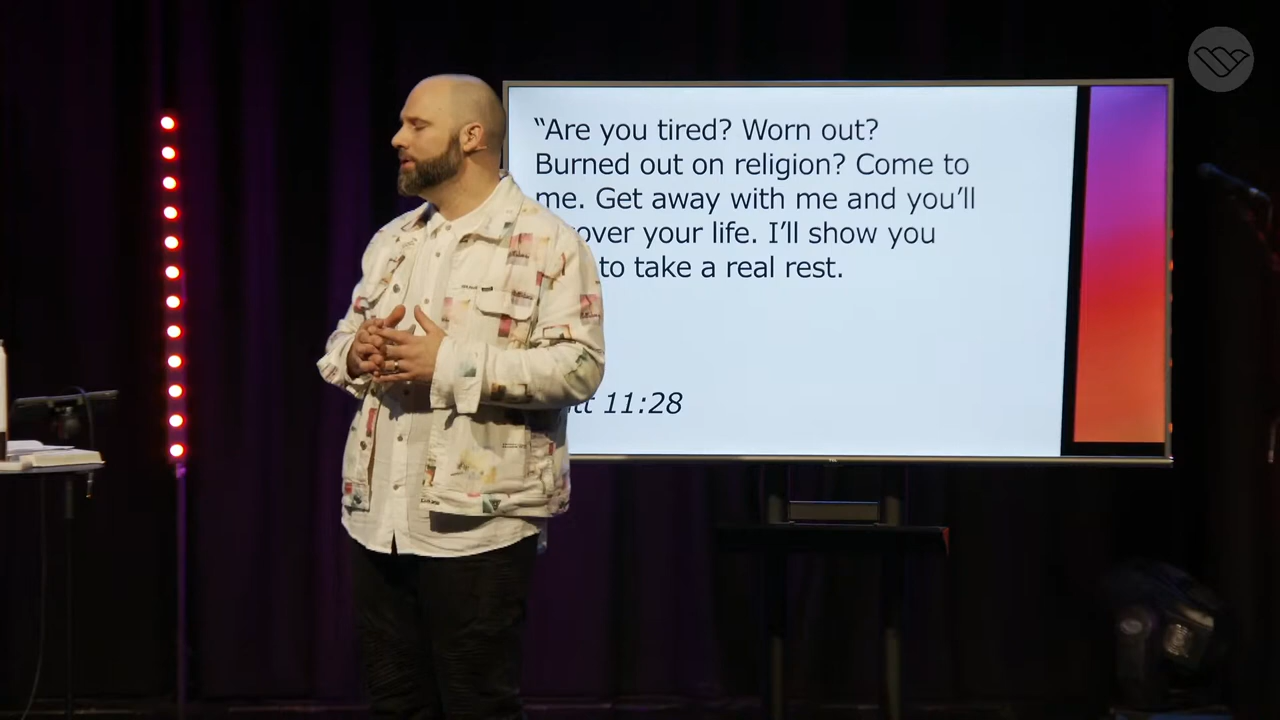 “Are you tired? Worn out?
Burned out on religion? Come to
me. Get away with me and you’ll
over your life. I’ll show you
to take a real rest.
11:28